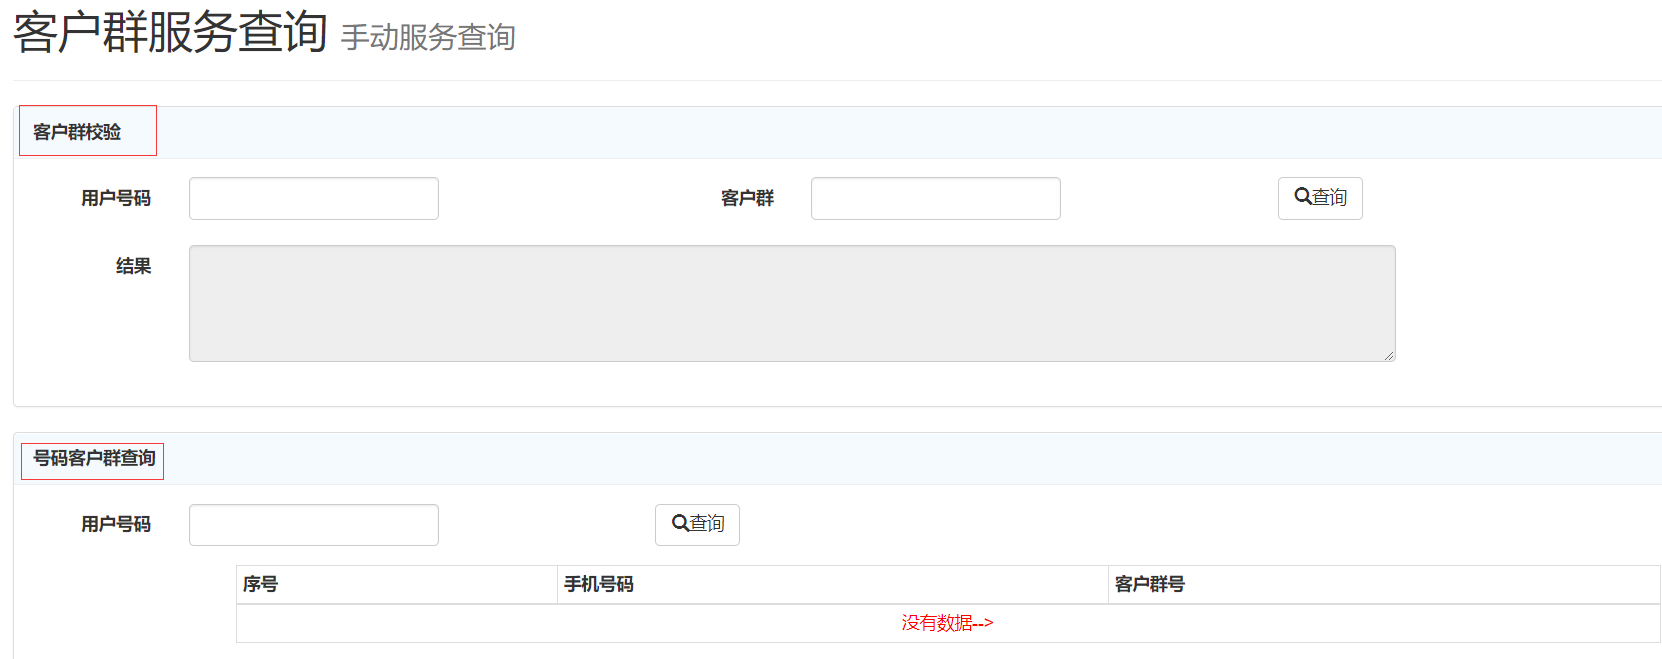 客户群服务查询 手动服务查询
客户群校验
用户号码 客户群 查询
结果
号码客户群查询
用户号码 查询
序号 手机号码 客户群号
没有数据-->